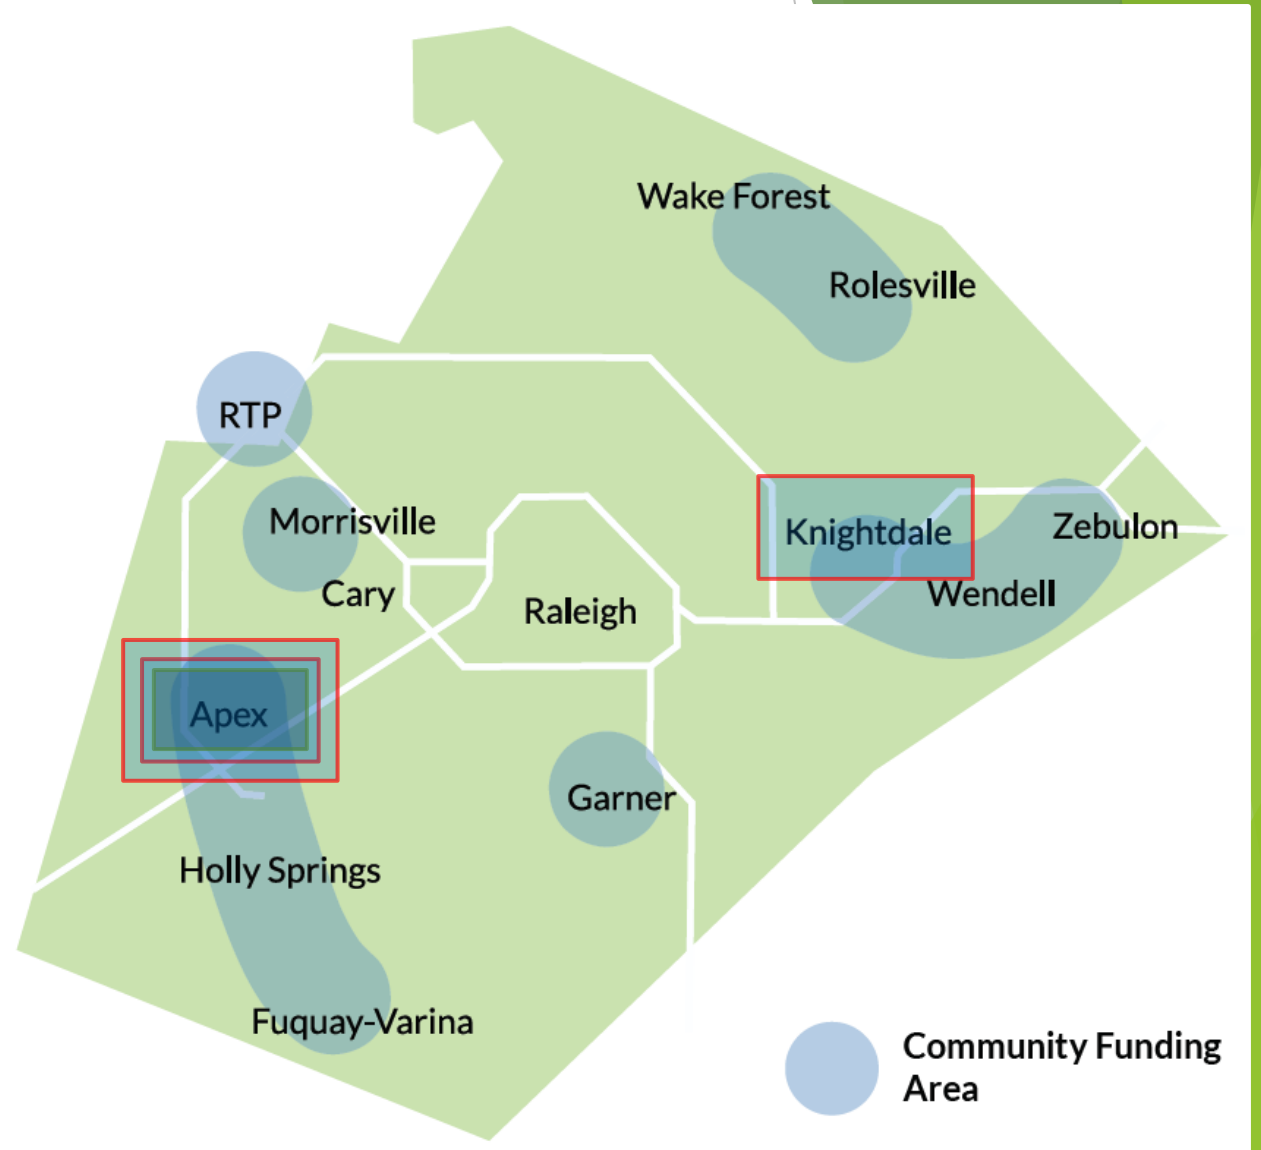 Wake Forest
Rolesville
RTP
Morrisville
Knightdale
Zebulon
Cary
Raleigh
Wendell
Apex
Garner
Holly Springs
Fuquay-Varina
Community Funding
Area